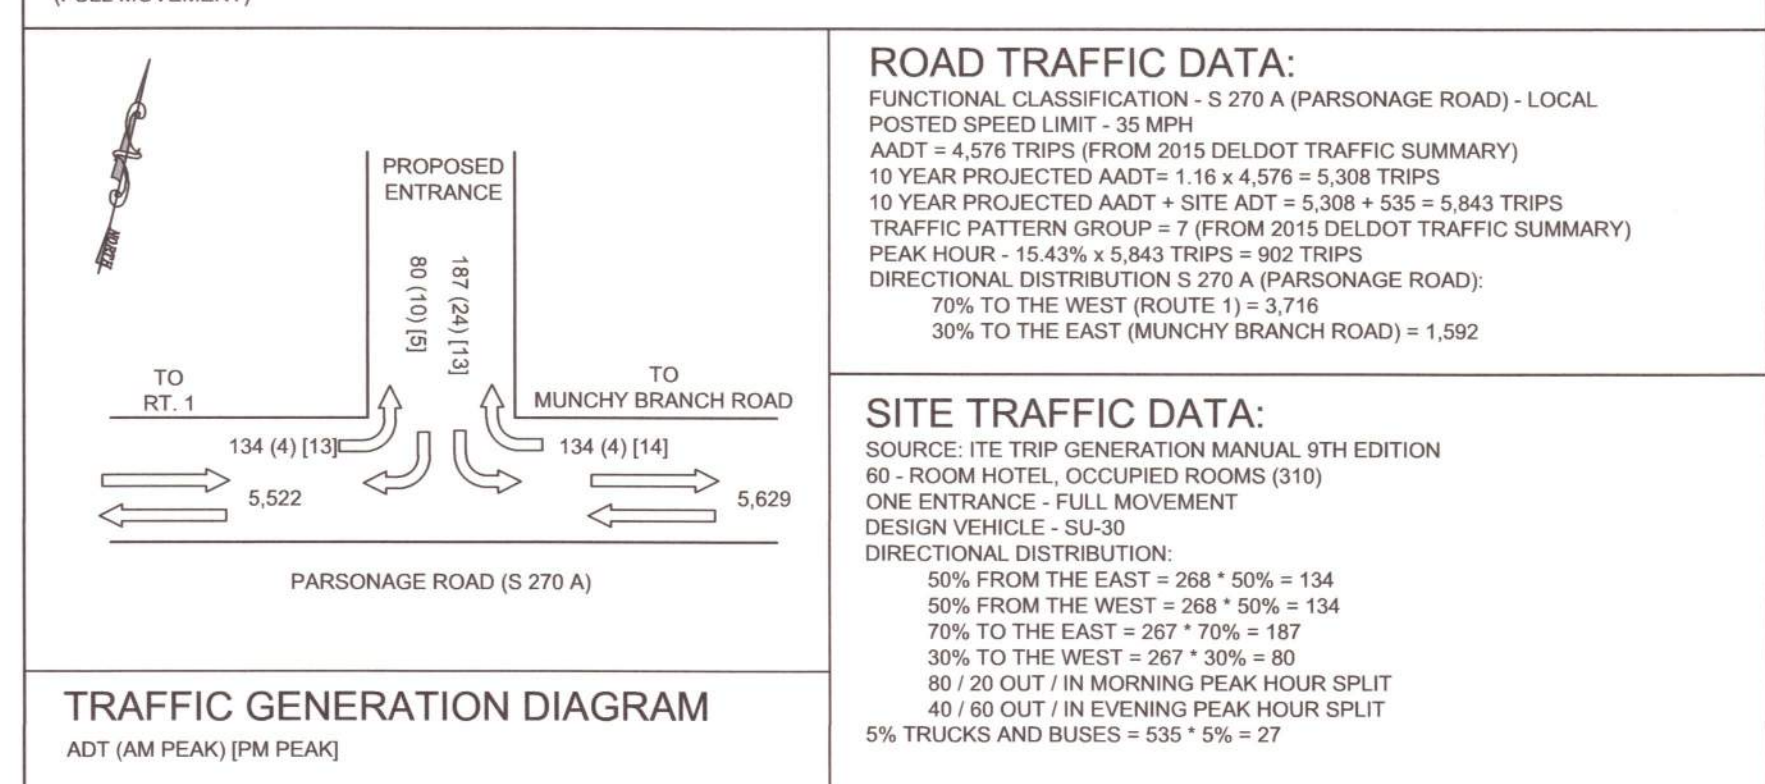 (FULL MOVEMENT)
NORTH
PROPOSED
ENTRANCE
80 (10) [5]
187 (24) [13]
TO
RT. 1
TO
MUNCHY BRANCH ROAD
134 (4) [13]
134 (4) [14]
5,522
5,629
PARSONAGE ROAD (S 270 A)
TRAFFIC GENERATION DIAGRAM
ADT (AM PEAK) [PM PEAK]
ROAD TRAFFIC DATA:
FUNCTIONAL CLASSIFICATION - S 270 A (PARSONAGE ROAD) - LOCAL
POSTED SPEED LIMIT - 35 MPH
AADT = 4,576 TRIPS (FROM 2015 DELDOT TRAFFIC SUMMARY)
10 YEAR PROJECTED AADT= 1.16 x 4,576 = 5,308 TRIPS
10 YEAR PROJECTED AADT + SITE ADT = 5,308 + 535 = 5,843 TRIPS
TRAFFIC PATTERN GROUP = 7 (FROM 2015 DELDOT TRAFFIC SUMMARY)
PEAK HOUR - 15.43% x 5,843 TRIPS = 902 TRIPS
DIRECTIONAL DISTRIBUTION S 270 A (PARSONAGE ROAD):
70% TO THE WEST (ROUTE 1) = 3,716
30% TO THE EAST (MUNCHY BRANCH ROAD) = 1,592
SITE TRAFFIC DATA:
SOURCE: ITE TRIP GENERATION MANUAL 9TH EDITION
60 - ROOM HOTEL, OCCUPIED ROOMS (310)
ONE ENTRANCE - FULL MOVEMENT
DESIGN VEHICLE - SU-30
DIRECTIONAL DISTRIBUTION:
50% FROM THE EAST = 268 * 50% = 134
50% FROM THE WEST = 268 * 50% = 134
70% TO THE EAST = 267 * 70% = 187
30% TO THE WEST = 267 * 30% = 80
80 / 20 OUT / IN MORNING PEAK HOUR SPLIT
40 / 60 OUT / IN EVENING PEAK HOUR SPLIT
5% TRUCKS AND BUSES = 535 * 5% = 27